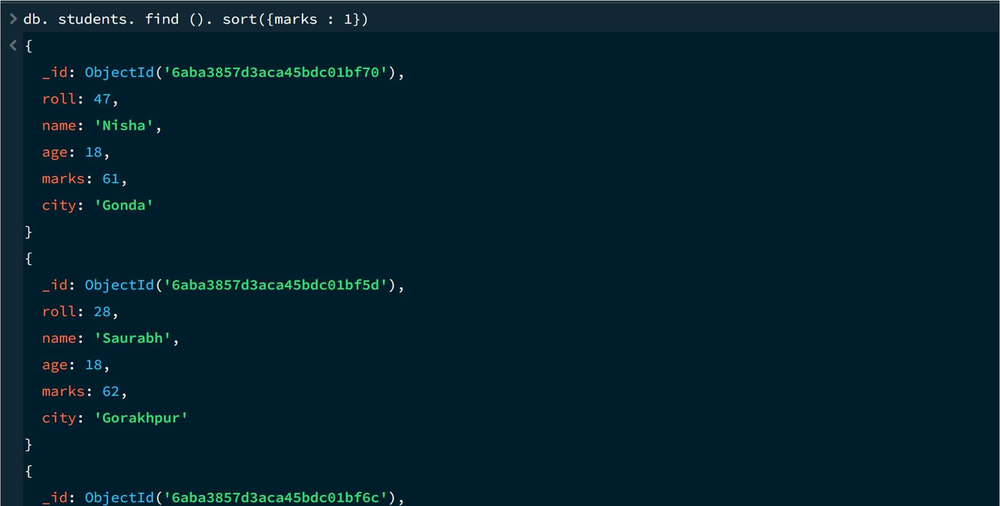 db. students. find (). sort({marks : 1})
{
_id: ObjectId('6aba3857d3aca45bdc01bf70'),
roll: 47,
name: 'Nisha',
age: 18,
marks: 61,
city: 'Gonda'
}
{
_id: ObjectId('6aba3857d3aca45bdc01bf5d'),
roll: 28,
name: 'Saurabh',
age: 18,
marks: 62,
city: 'Gorakhpur'
}
{
_id: ObjectId('6aba3857d3aca45bdc01bf6c'),